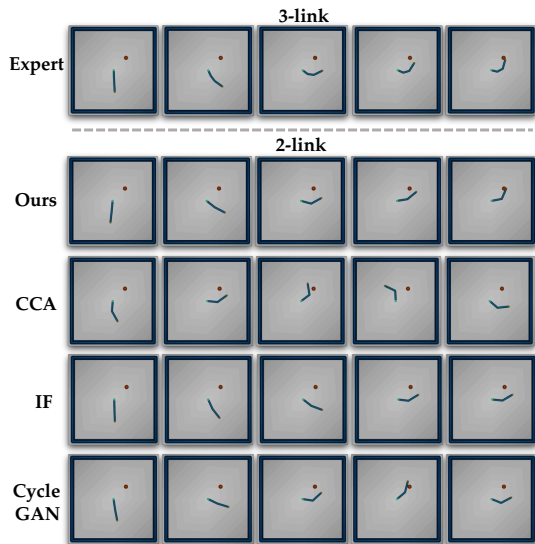 3-link
Expert
2-link
Ours
CCA
IF
Cycle
GAN